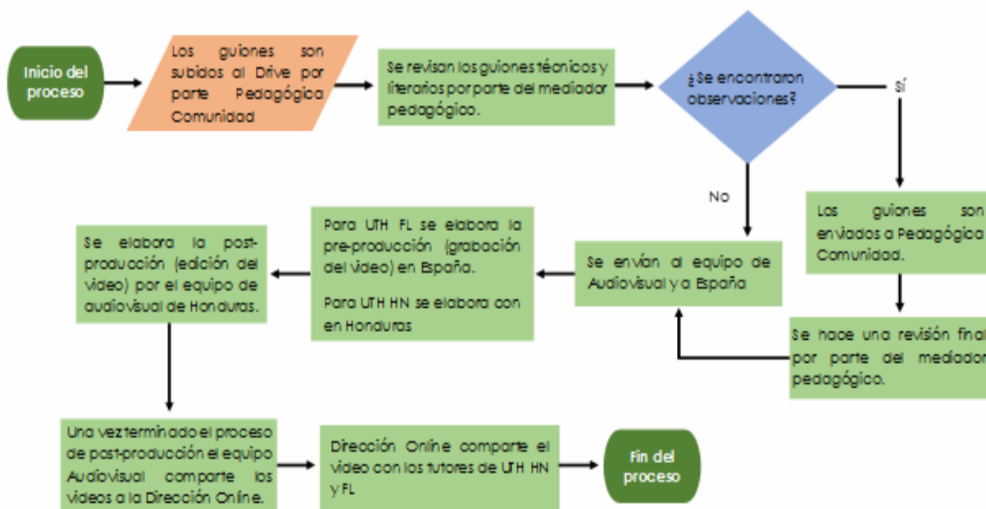 Inicio del
proceso
Los guiones son
subidos al Drive por
parte Pedagógica
Comunidad
Se revisan los guiones técnicos y
literarios por parte del mediador
pedagógico.
¿Se encontraron
observaciones?
Sí
No
Los guiones son
enviados a Pedagógica
Comunidad.
Se hace una revisión final
por parte del mediador
pedagógico.
Se envían al equipo de
Audiovisual y a España
Para UTH FL se elabora la
pre-producción (grabación
del video) en España.
Para UTH HN se elabora con
en Honduras
Se elabora la post-
producción (edición del
video) por el equipo de
audiovisual de Honduras.
Una vez terminado el proceso
de post-producción el equipo
Audiovisual comparte los
videos a la Dirección Online.
Dirección Online comparte el
video con los tutores de UTH HN
y FL
Fin del
proceso